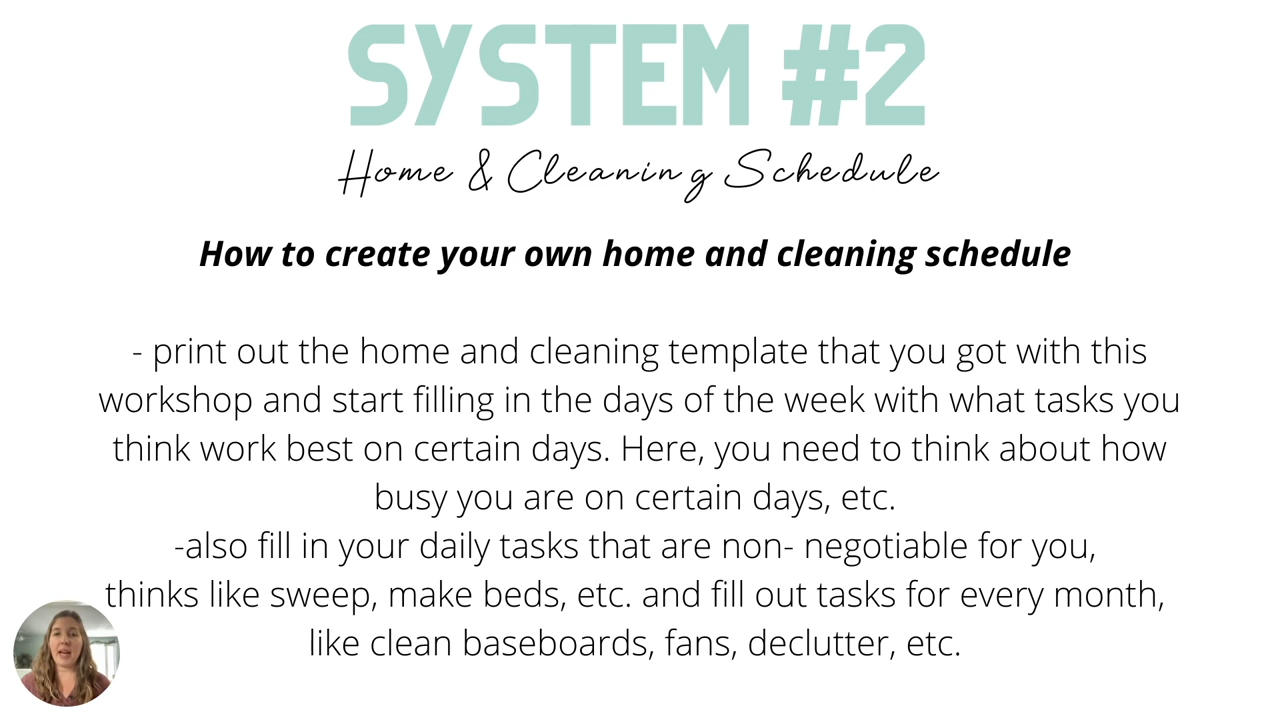 SYSTEM #2
Home & Cleaning Schedule
How to create your own home and cleaning schedule
- print out the home and cleaning template that you got with this
workshop and start filling in the days of the week with what tasks you
think work best on certain days. Here, you need to think about how
busy you are on certain days, etc.
-also fill in your daily tasks that are non- negotiable for you,
thinks like sweep, make beds, etc. and fill out tasks for every month,
like clean baseboards, fans, declutter, etc.